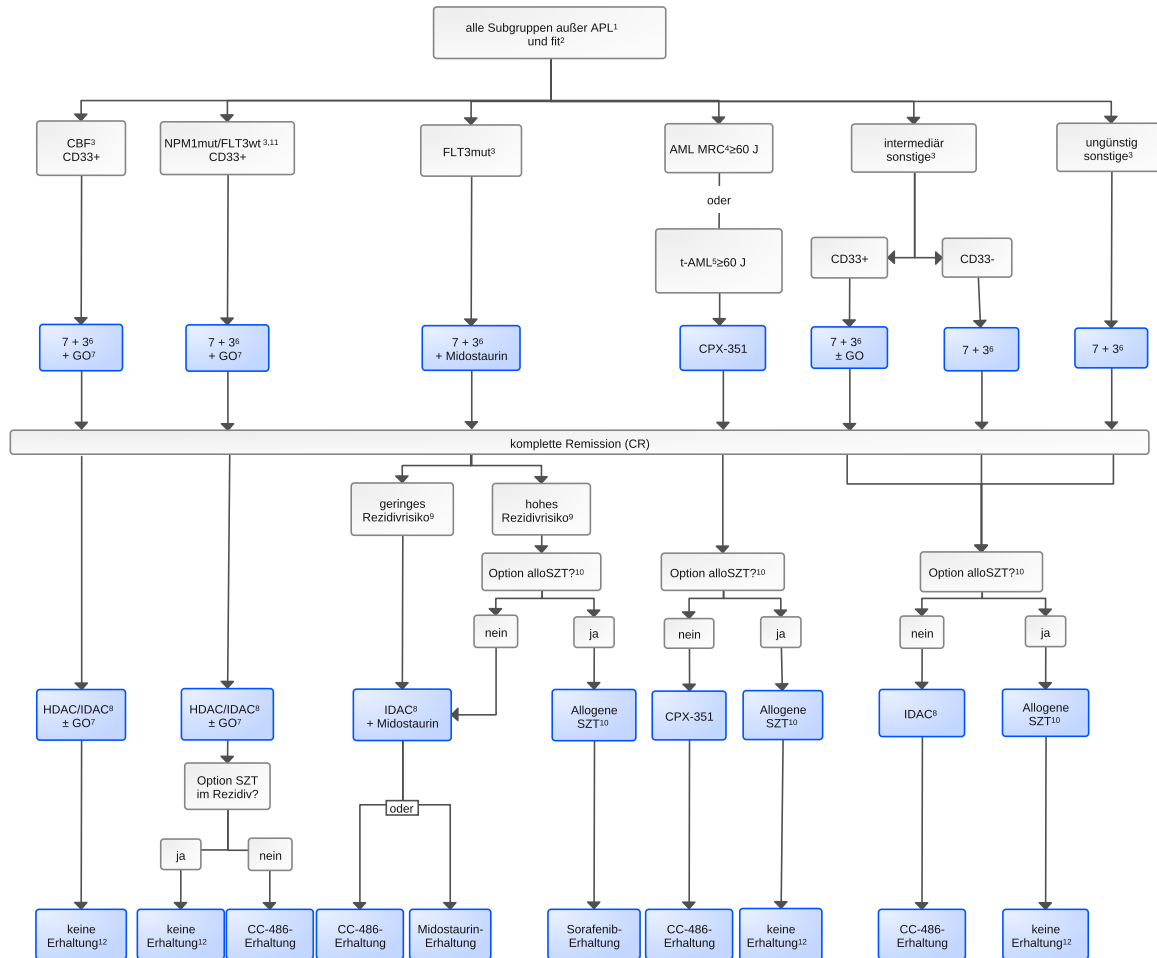 alle Subgruppen außer APL¹
und fit²
CBF³
CD33+
NPM1mut/FLT3wt ³,¹¹
CD33+
FLT3mut³
AML MRC⁴≥60 J
intermediär
sonstige³
ungünstig
sonstige³
oder
t-AML⁵≥60 J
CD33+
CD33-
7 + 3⁶
+ GO⁷
7 + 3⁶
+ GO⁷
7 + 3⁶
+ Midostaurin
CPX-351
7 + 3⁶
± GO
7 + 3⁶
7 + 3⁶
komplette Remission (CR)
geringes
Rezidivrisiko⁹
hohes
Rezidivrisiko⁹
Option alloSZT?¹⁰
Option alloSZT?¹⁰
Option alloSZT?¹⁰
nein
ja
nein
ja
nein
ja
HDAC/IDAC⁸
± GO⁷
HDAC/IDAC⁸
± GO⁷
IDAC⁸
+ Midostaurin
Allogene
SZT¹⁰
CPX-351
Allogene
SZT¹⁰
IDAC⁸
Allogene
SZT¹⁰
Option SZT
im Rezidiv?
oder
ja
nein
keine
Erhaltung¹²
keine
Erhaltung¹²
CC-486-
Erhaltung
CC-486-
Erhaltung
Midostaurin-
Erhaltung
Sorafenib-
Erhaltung
CC-486-
Erhaltung
keine
Erhaltung¹²
CC-486-
Erhaltung
keine
Erhaltung¹²